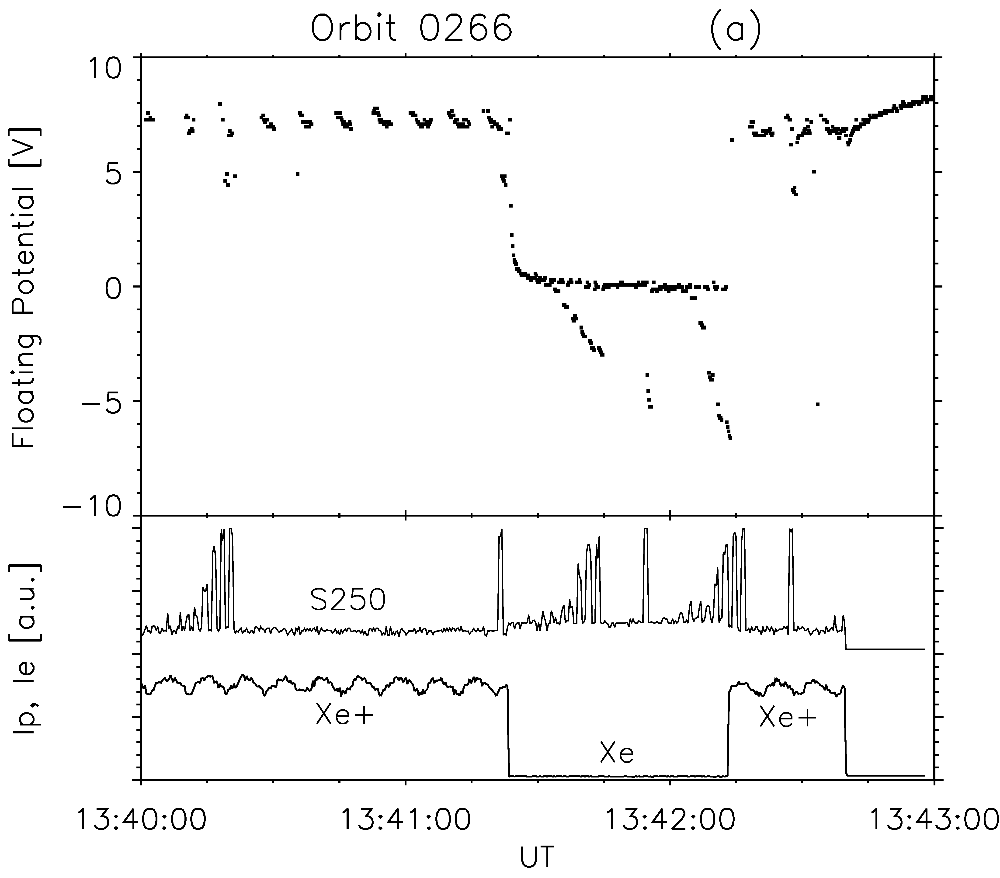 Orbit 0266 (a)
10
5
0
-5
-10
Floating Potential [V]
S250
Xe+
Xe
Xe+
Ip, Ie [a.u.]
13:40:00 13:41:00 13:42:00 13:43:00
UT